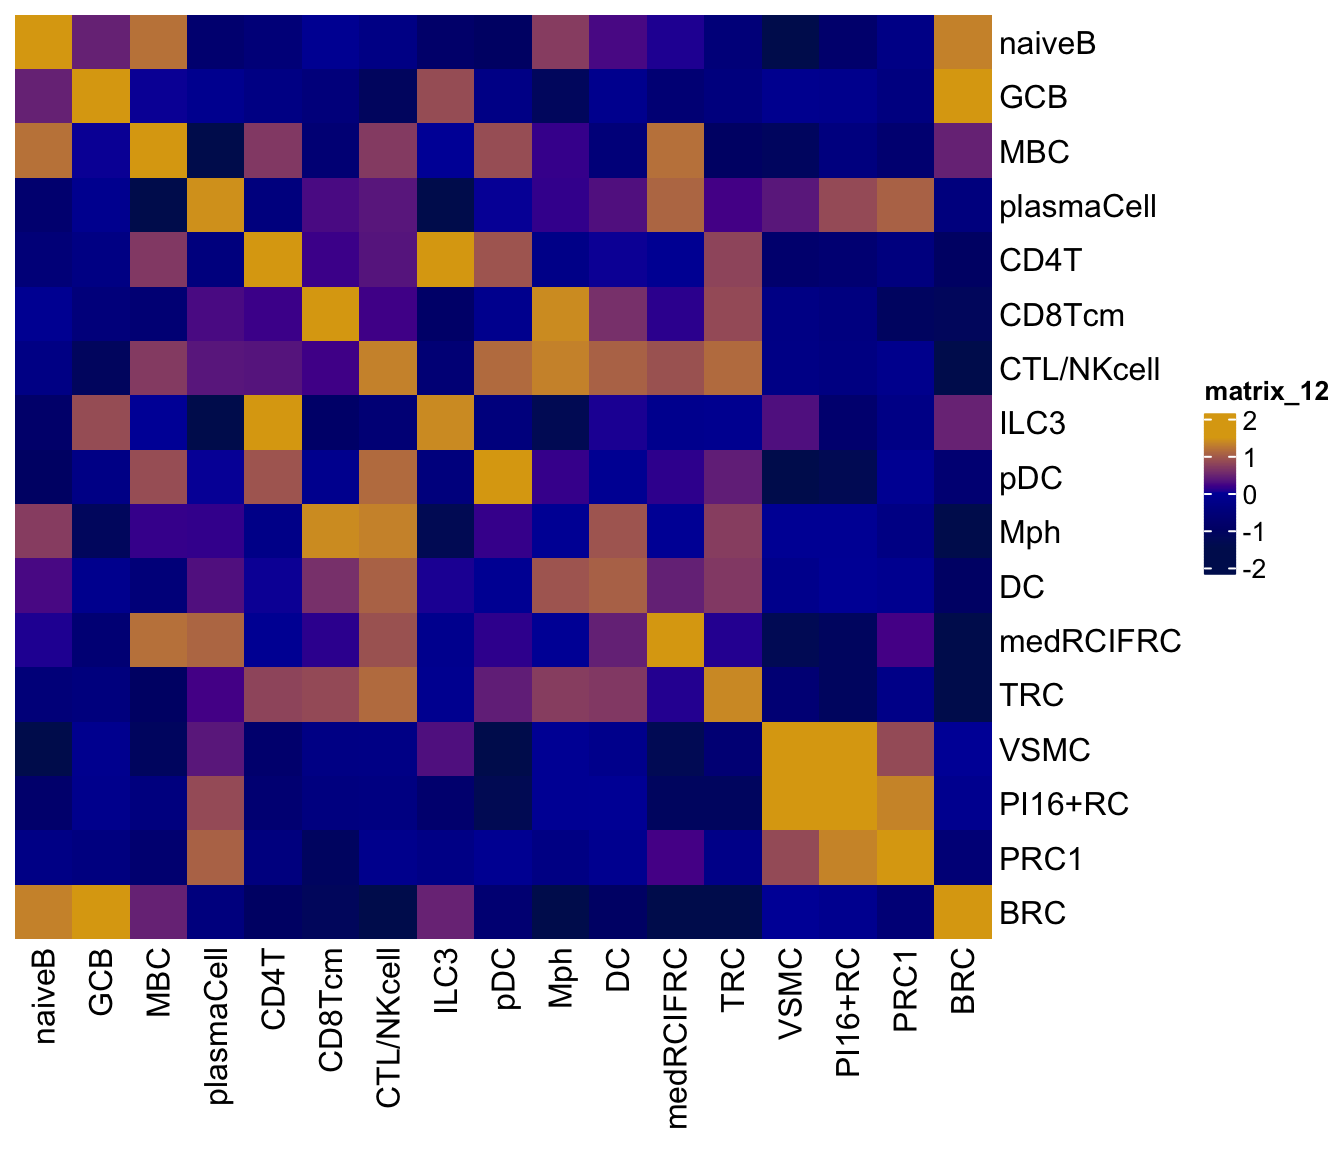 naiveB
GCB
MBC
plasmaCell
CD4T
CD8Tcm
CTL/NKcell
ILC3
pDC
Mph
DC
medRCIFRC
TRC
VSMC
PI16+RC
PRC1
BRC
matrix_12
2
1
0
-1
-2
naiveB
GCB
MBC
plasmaCell
CD4T
CD8Tcm
CTL/NKcell
ILC3
pDC
Mph
DC
medRCIFRC
TRC
VSMC
PI16+RC
PRC1
BRC